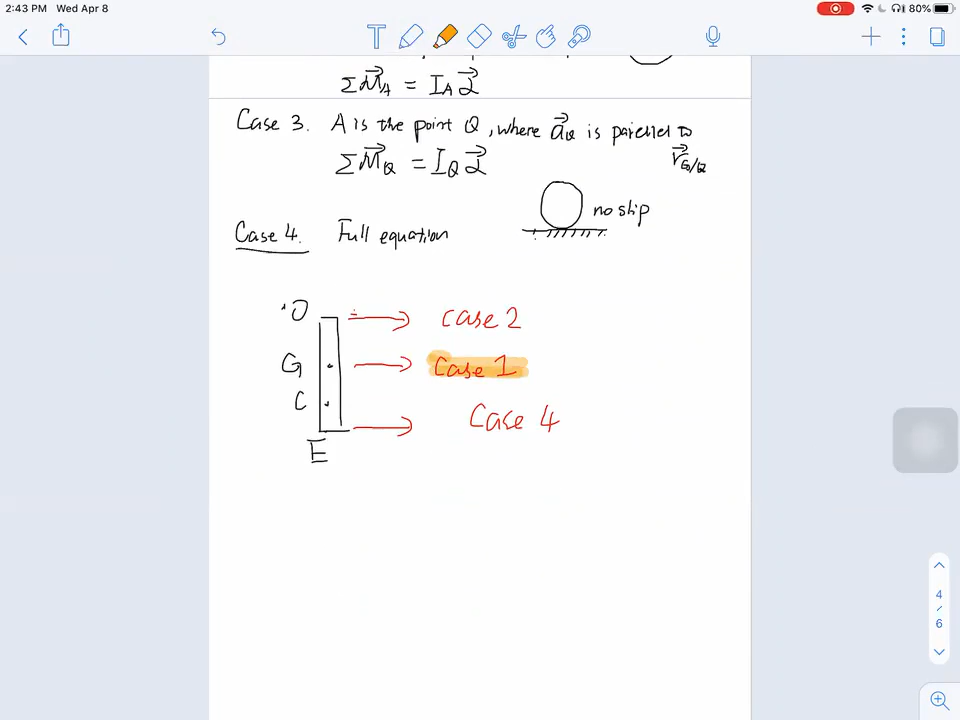 2:43 PM Wed Apr 8
80%
ΣM⃗A = IA α⃗
Case 3. A is the point Q, where a⃗Q is parellel to r⃗G/Q
ΣM⃗Q = IQ α⃗
no slip
Case 4. Full equation
O
case 2
G
case 1
C
Case 4
E
4
6